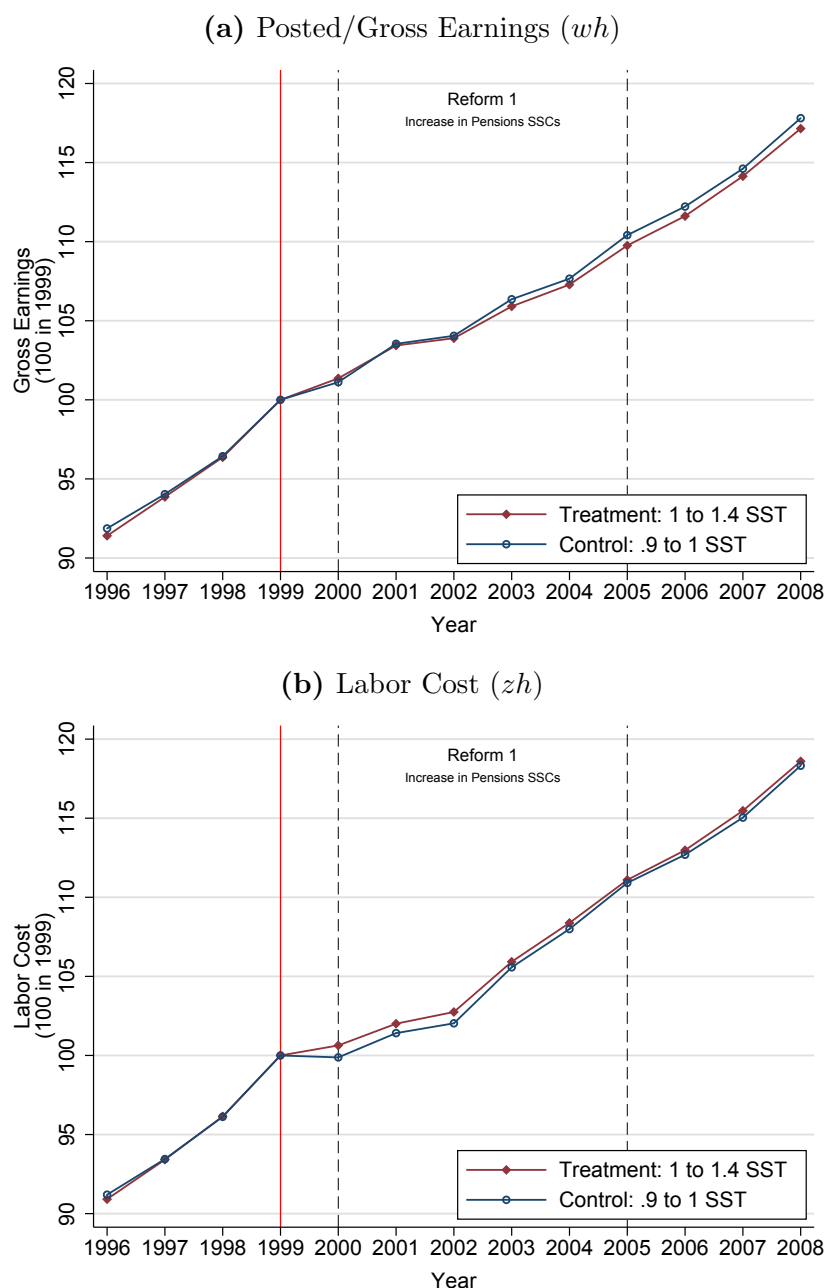 (a) Posted/Gross Earnings (wh)
120
115
110
105
100
95
90
Gross Earnings
(100 in 1999)
Reform 1
Increase in Pensions SSCs
Treatment: 1 to 1.4 SST
Control: .9 to 1 SST
1996 1997 1998 1999 2000 2001 2002 2003 2004 2005 2006 2007 2008
Year
(b) Labor Cost (zh)
120
115
110
105
100
95
90
Labor Cost
(100 in 1999)
Reform 1
Increase in Pensions SSCs
Treatment: 1 to 1.4 SST
Control: .9 to 1 SST
1996 1997 1998 1999 2000 2001 2002 2003 2004 2005 2006 2007 2008
Year